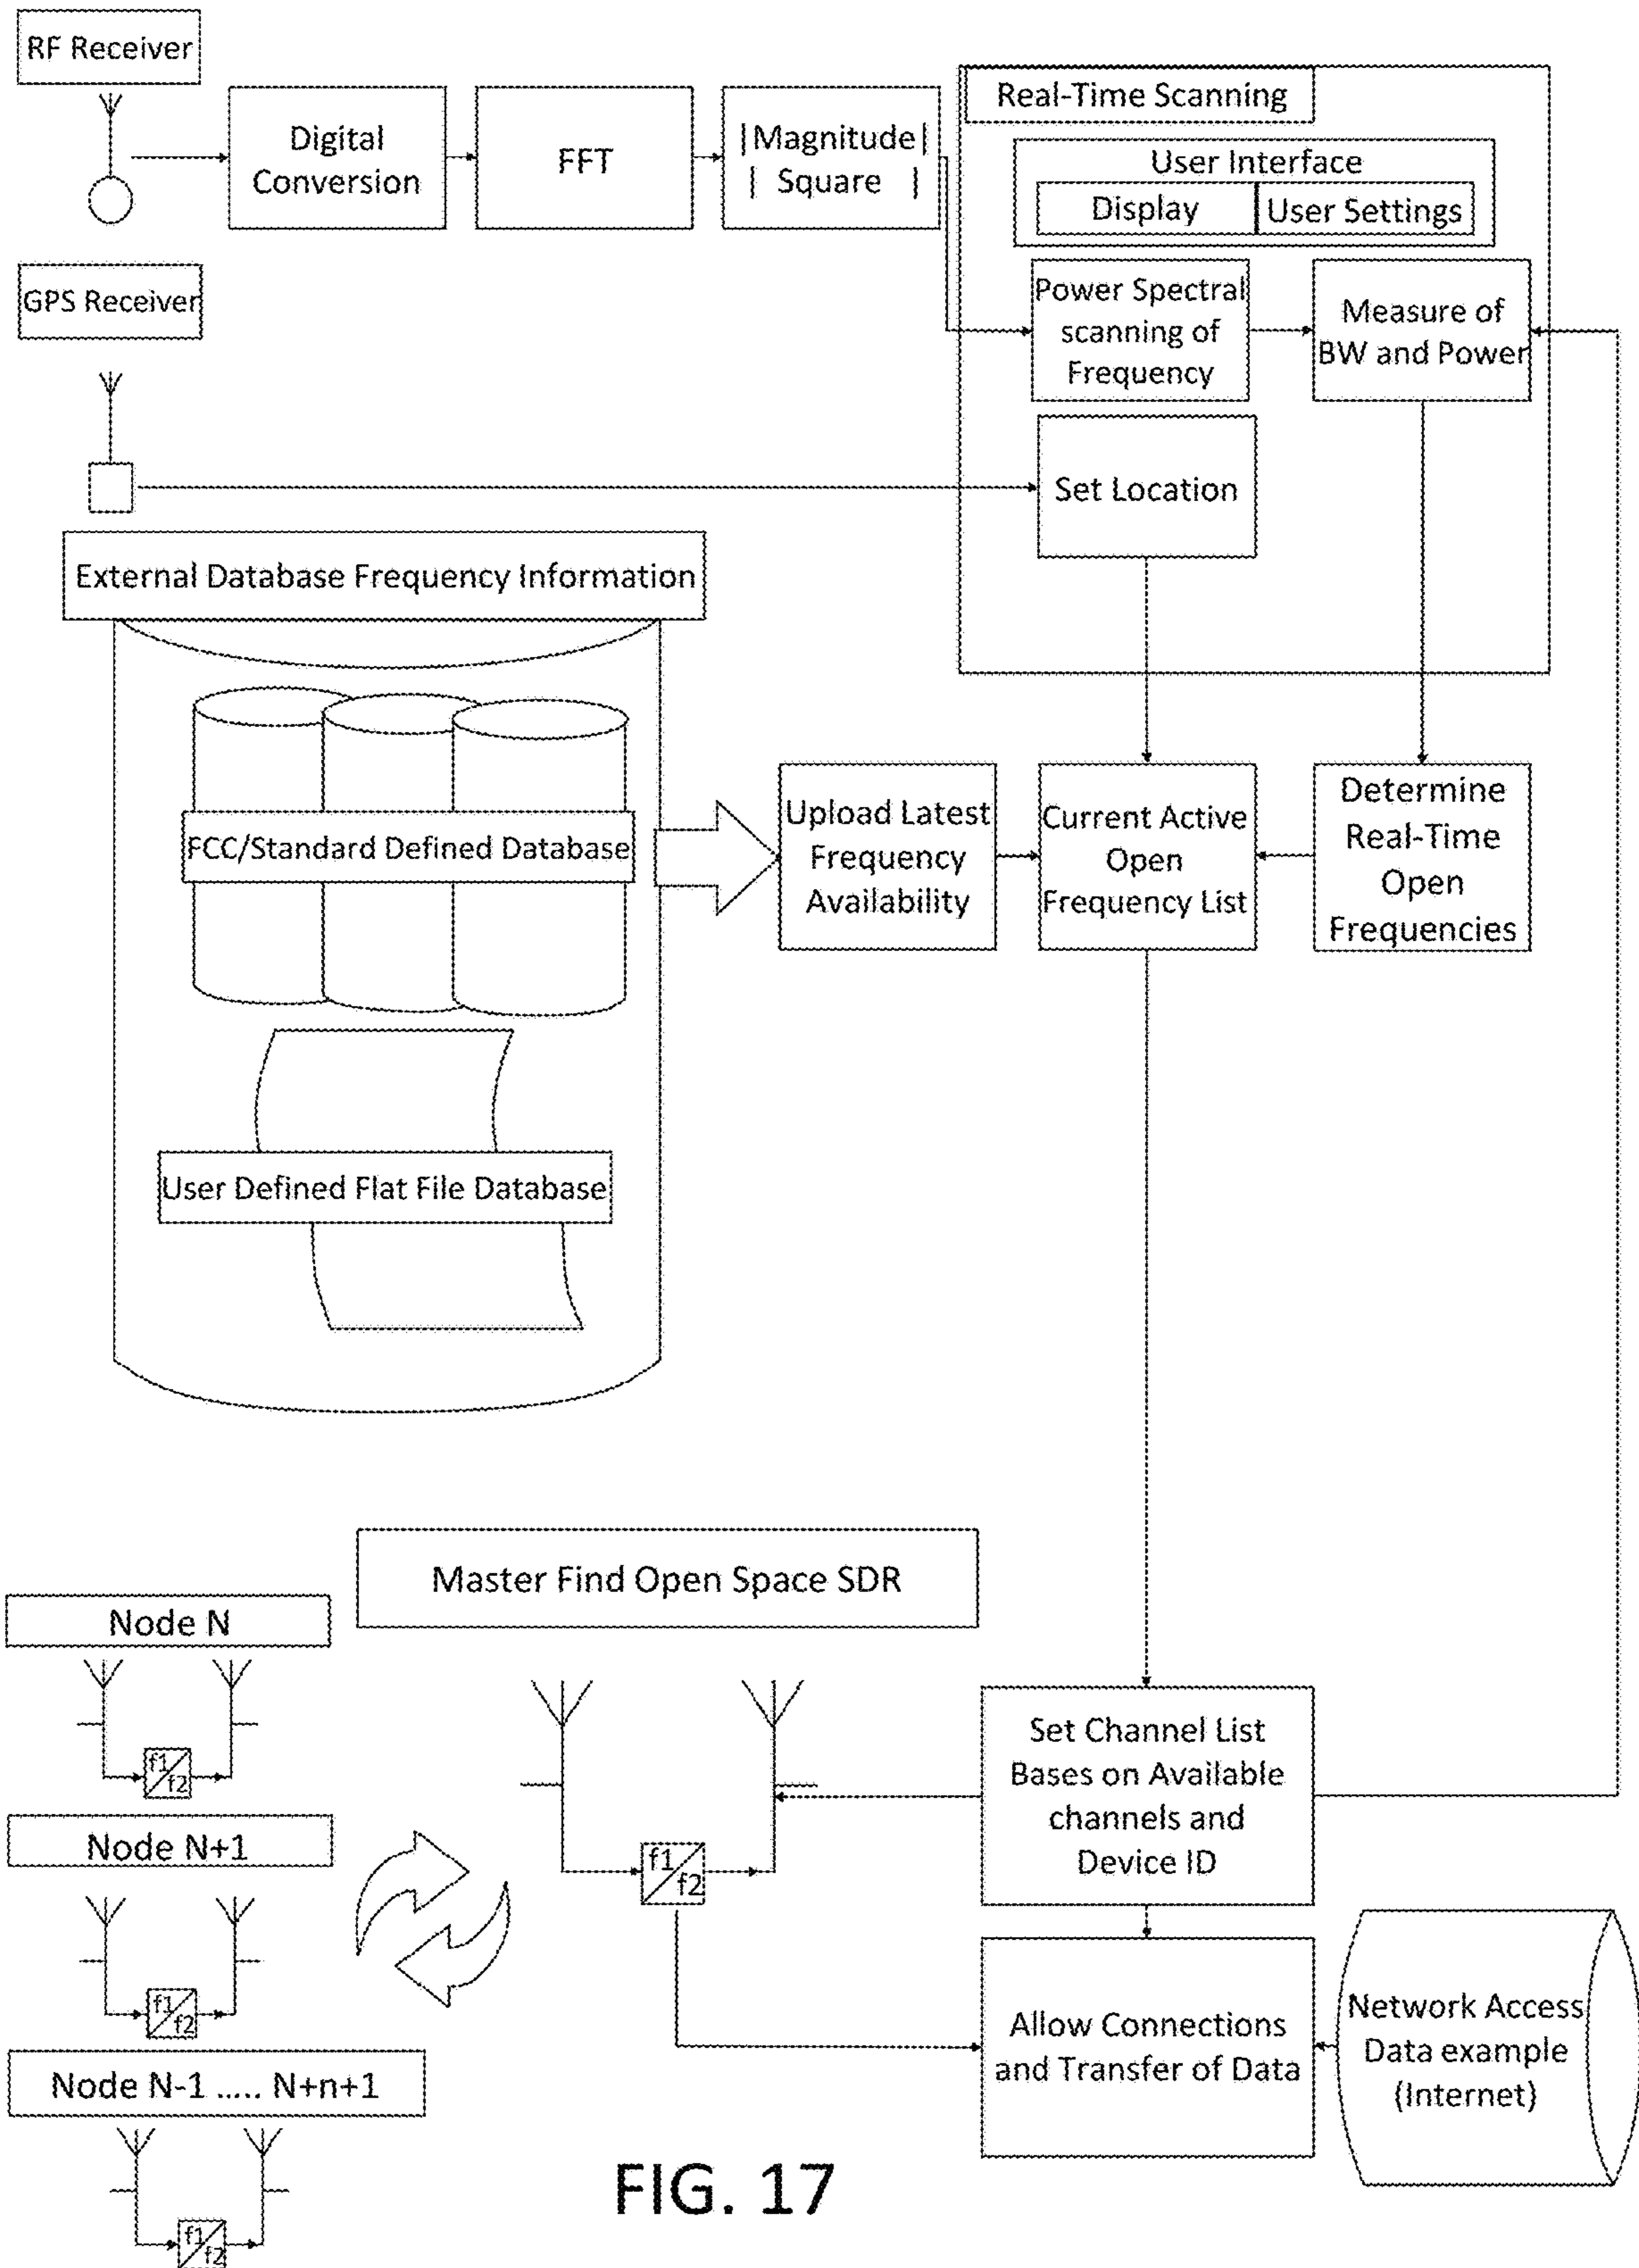 RF Receiver
Digital
Conversion
FFT
|Magnitude|
| Square |
Real-Time Scanning
User Interface
Display
User Settings
GPS Receiver
Power Spectral
scanning of
Frequency
Measure of
BW and Power
Set Location
External Database Frequency Information
FCC/Standard Defined Database
Upload Latest
Frequency
Availability
Current Active
Open
Frequency List
Determine
Real-Time
Open
Frequencies
User Defined Flat File Database
Master Find Open Space SDR
Node N
f1
f2
Node N+1
f1
f2
Node N-1 ..... N+n+1
f1
f2
f1
f2
Set Channel List
Bases on Available
channels and
Device ID
Allow Connections
and Transfer of Data
Network Access
Data example
(Internet)
FIG. 17